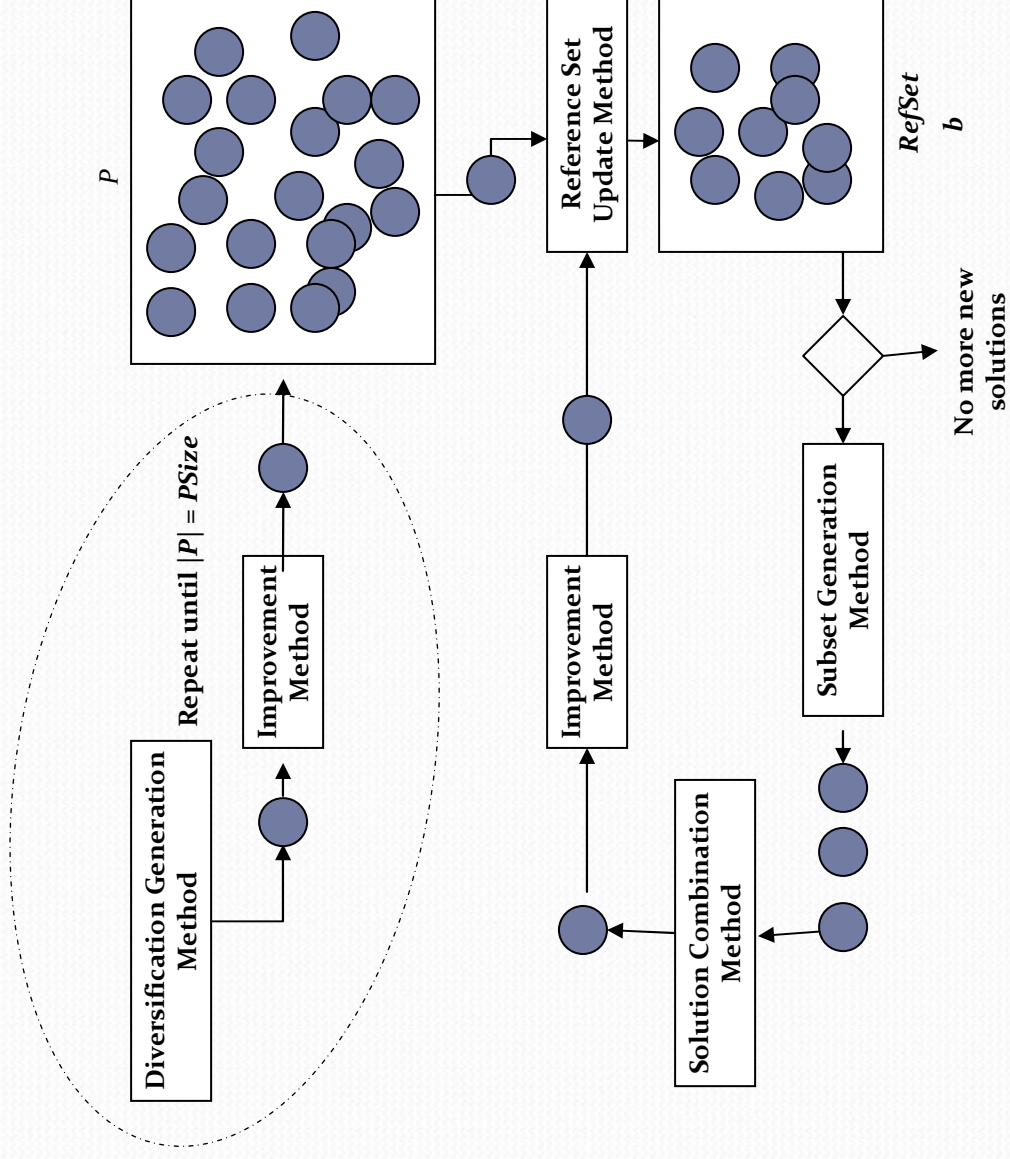 Diversification Generation
Method
Repeat until |P| = PSize
Improvement
Method
P
Improvement
Method
Reference Set
Update Method
Solution Combination
Method
Subset Generation
Method
No more new
solutions
RefSet
b